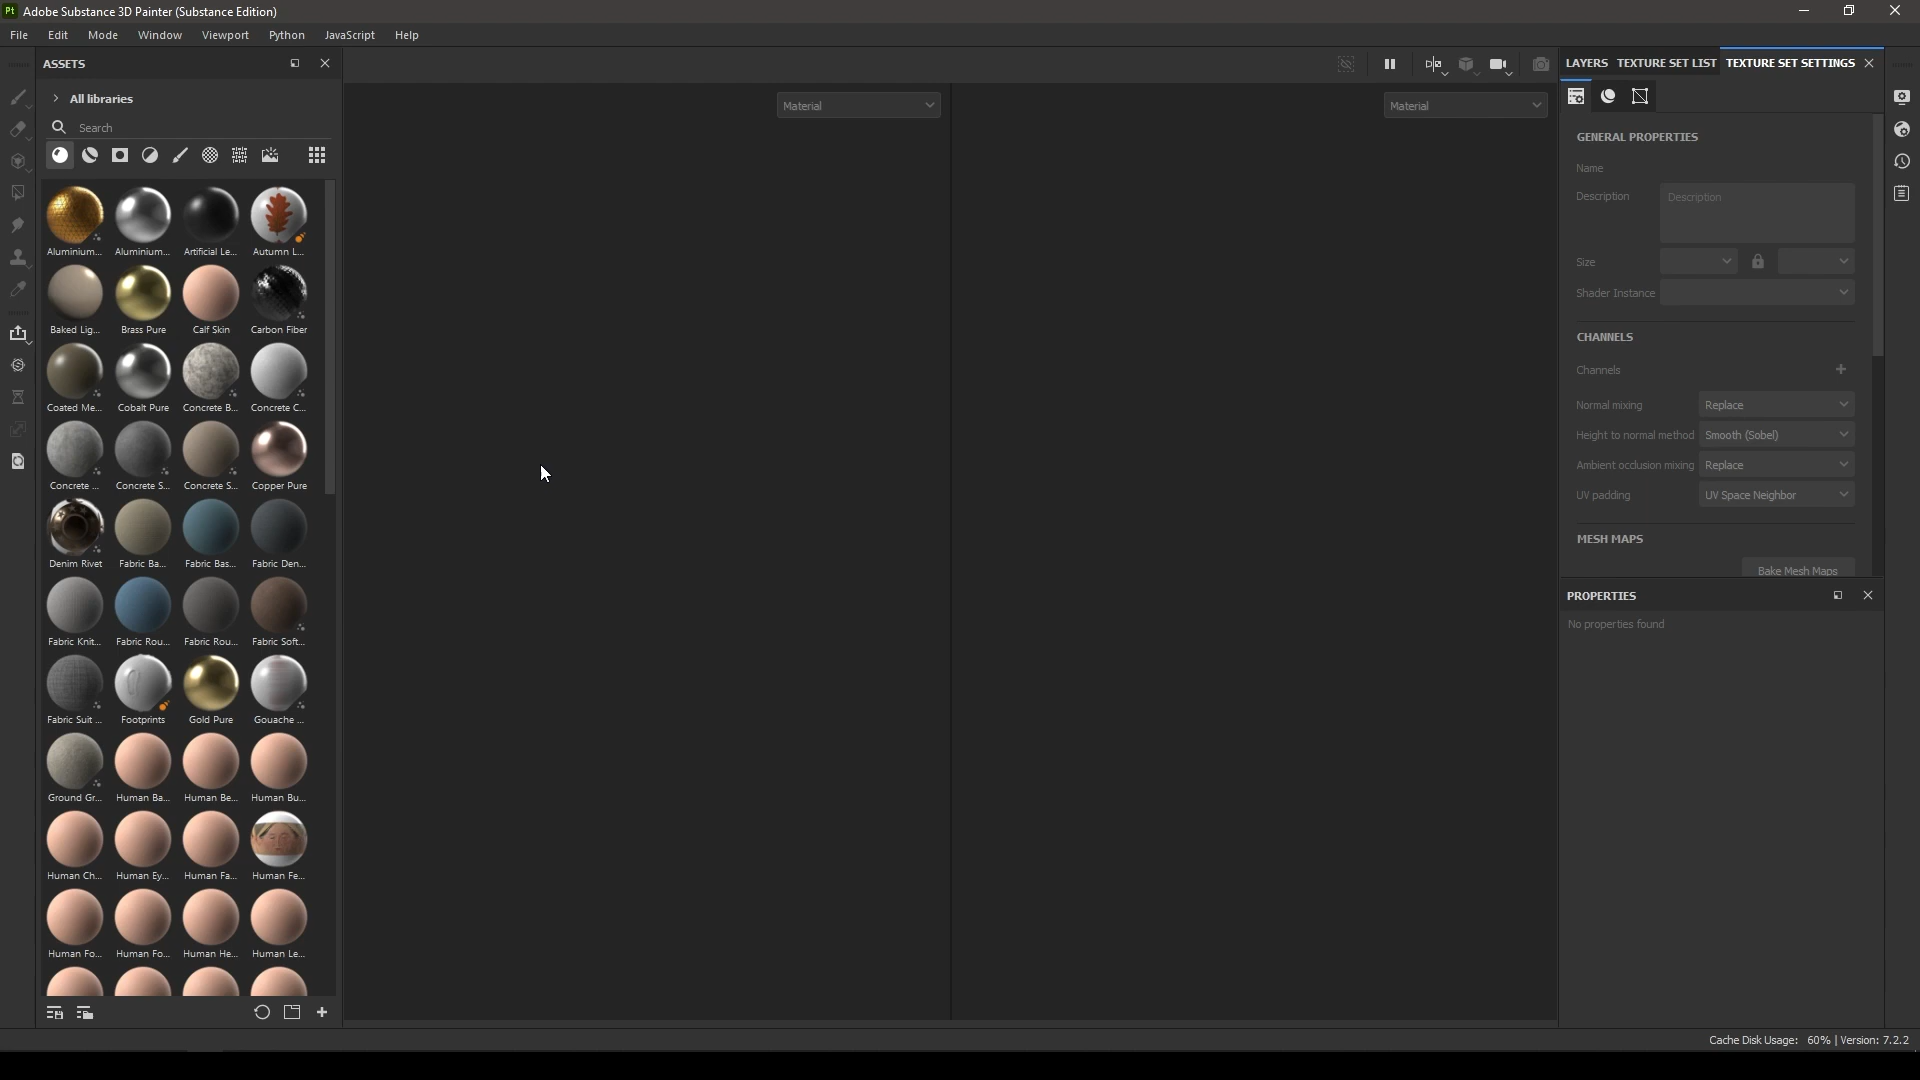 Pt Adobe Substance 3D Painter (Substance Edition)
File Edit Mode Window Viewport Python JavaScript Help
ASSETS
All libraries
Search
Aluminium... Aluminium... Artificial Le... Autumn L...
Baked Lig... Brass Pure Calf Skin Carbon Fiber
Coated Me... Cobalt Pure Concrete B... Concrete C...
Concrete ... Concrete S... Concrete S... Copper Pure
Denim Rivet Fabric Ba... Fabric Bas... Fabric Den...
Fabric Knit... Fabric Rou... Fabric Rou... Fabric Soft...
Fabric Suit ... Footprints Gold Pure Gouache ...
Ground Gr... Human Ba... Human Be... Human Bu...
Human Ch... Human Ey... Human Fa... Human Fe...
Human Fo... Human Fo... Human He... Human Le...
Material
Material
LAYERS TEXTURE SET LIST TEXTURE SET SETTINGS
GENERAL PROPERTIES
Name
Description Description
Size
Shader Instance
CHANNELS
Channels
Normal mixing Replace
Height to normal method Smooth (Sobel)
Ambient occlusion mixing Replace
UV padding UV Space Neighbor
MESH MAPS
Bake Mesh Maps
PROPERTIES
No properties found
Cache Disk Usage: 60% | Version: 7.2.2